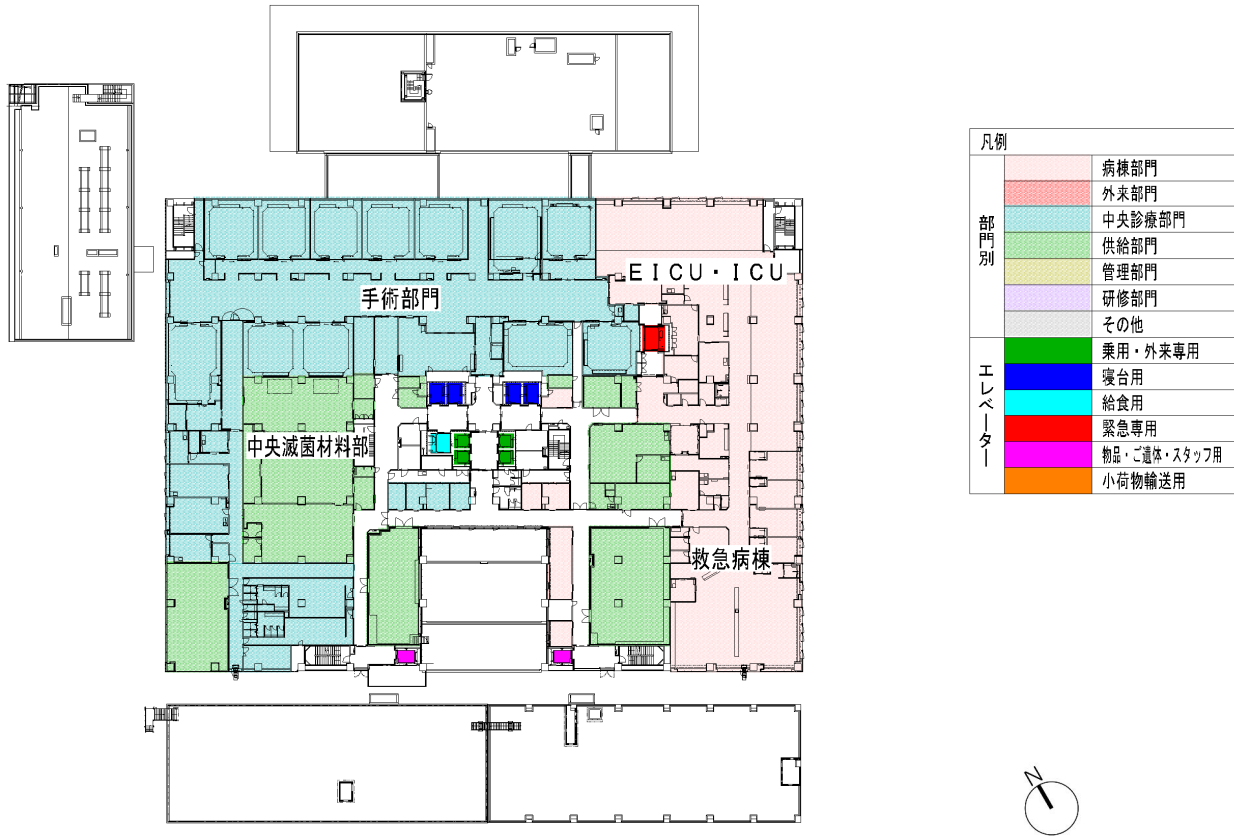 EICU・ICU
手術部門
中央滅菌材料部
救急病棟
凡例
部門別
病棟部門
外来部門
中央診療部門
供給部門
管理部門
研修部門
その他
エレベーター
乗用・外来専用
寝台用
給食用
緊急専用
物品・ご遺体・スタッフ用
小荷物輸送用
N